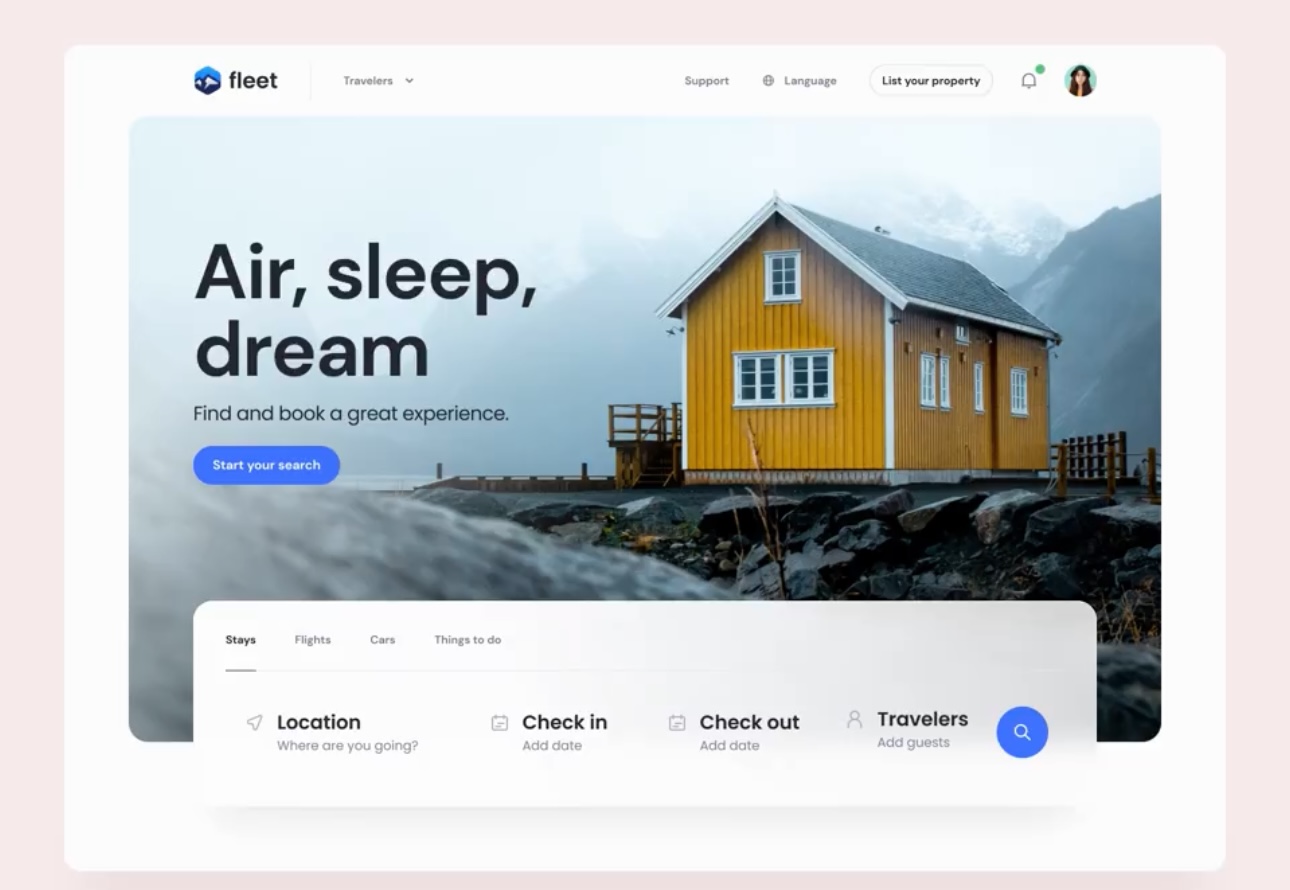 fleet
Travelers
Support
Language
List your property
Air, sleep,
dream
Find and book a great experience.
Start your search
Stays
Flights
Cars
Things to do
Location
Where are you going?
Check in
Add date
Check out
Add date
Travelers
Add guests